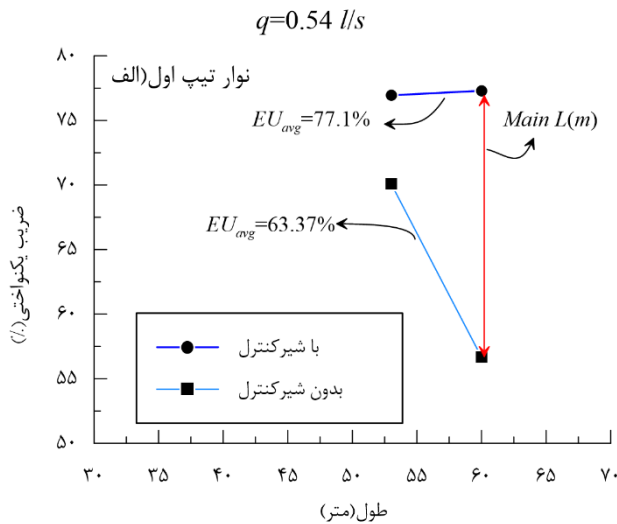 q=0.54 l/s
نوار تیپ اول(الف
۸۰
۷۵
۷۰
۶۵
۶۰
۵۵
۵۰
ضریب یکنواختی(٪)
EUavg=77.1%
Main L(m)
EUavg=63.37%
با شیرکنترل
بدون شیرکنترل
۳۰ ۳۵ ۴۰ ۴۵ ۵۰ ۵۵ ۶۰ ۶۵ ۷۰
طول(متر)